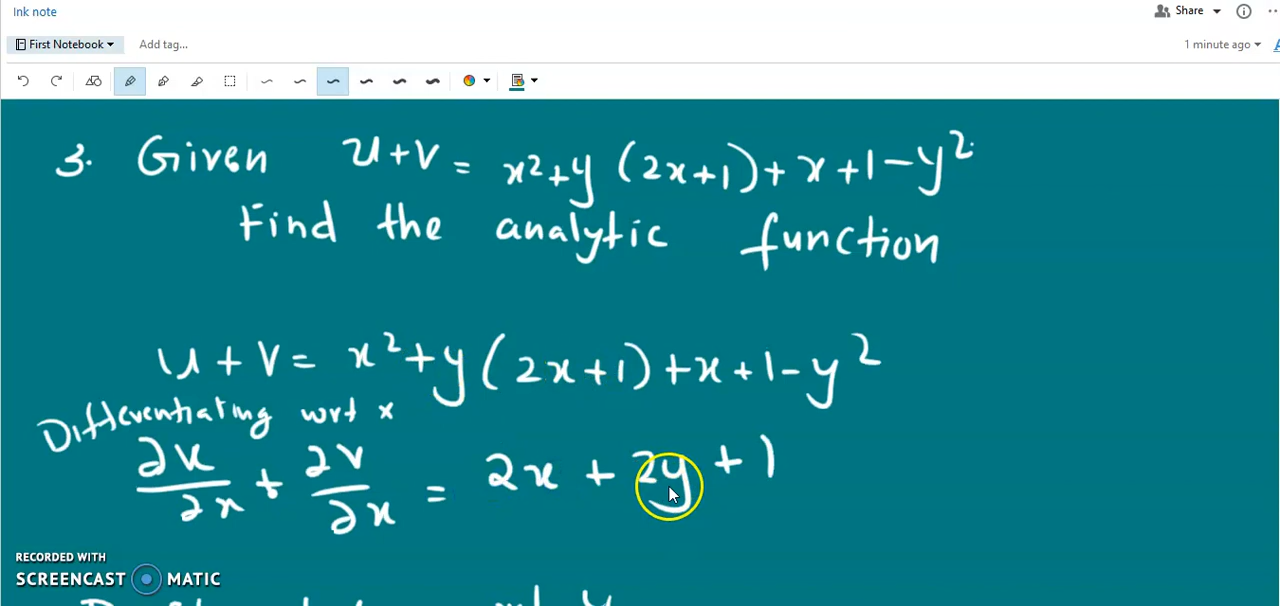 Ink note
Share
First Notebook
Add tag...
1 minute ago
3. Given u+v = x²+y (2x+1)+x+1-y²
Find the analytic function
u+v = x²+y(2x+1)+x+1-y²
Differentiating wrt x
∂u/∂x + ∂v/∂x = 2x + 2y + 1
RECORDED WITH
SCREENCAST MATIC